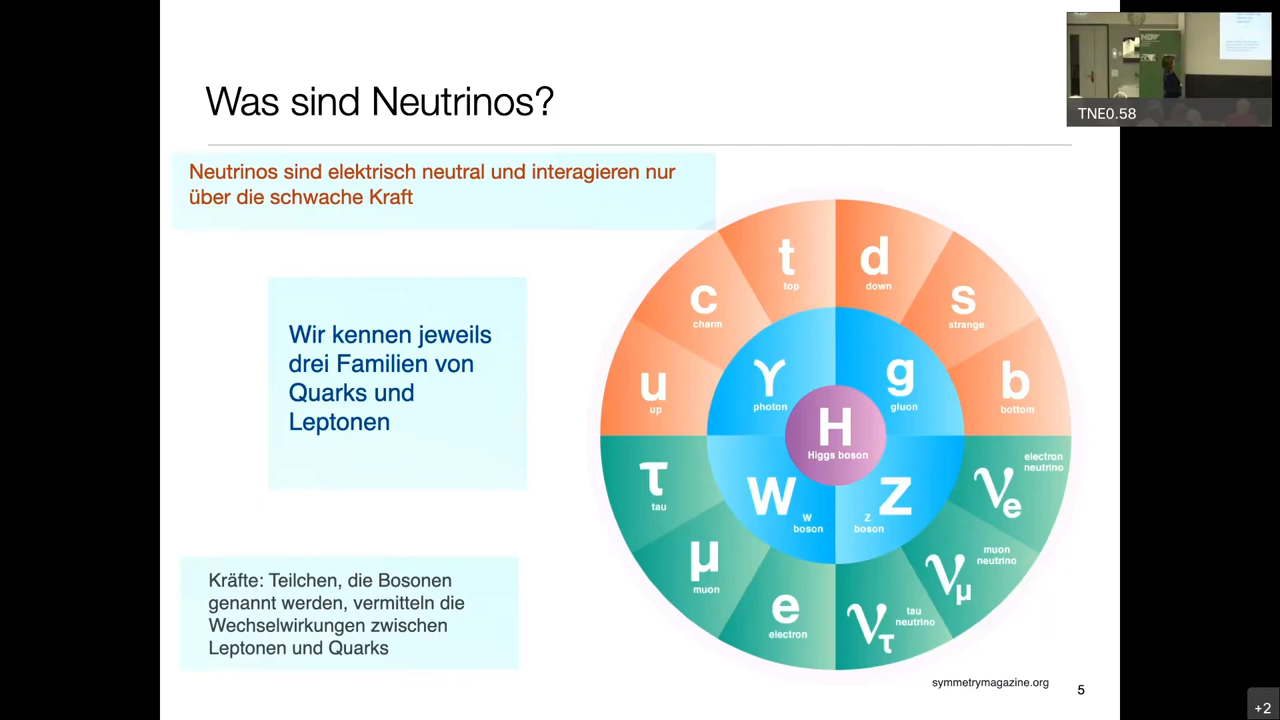 Was sind Neutrinos?
TNE0.58
Neutrinos sind elektrisch neutral und interagieren nur
über die schwache Kraft
Wir kennen jeweils
drei Familien von
Quarks und
Leptonen
Kräfte: Teilchen, die Bosonen
genannt werden, vermitteln die
Wechselwirkungen zwischen
Leptonen und Quarks
t
top
d
down
c
charm
s
strange
u
up
b
bottom
γ
photon
g
gluon
H
Higgs boson
W
W
boson
Z
Z
boson
τ
tau
μ
muon
e
electron
ντ
tau
neutrino
νμ
muon
neutrino
νe
electron
neutrino
symmetrymagazine.org
5
+2